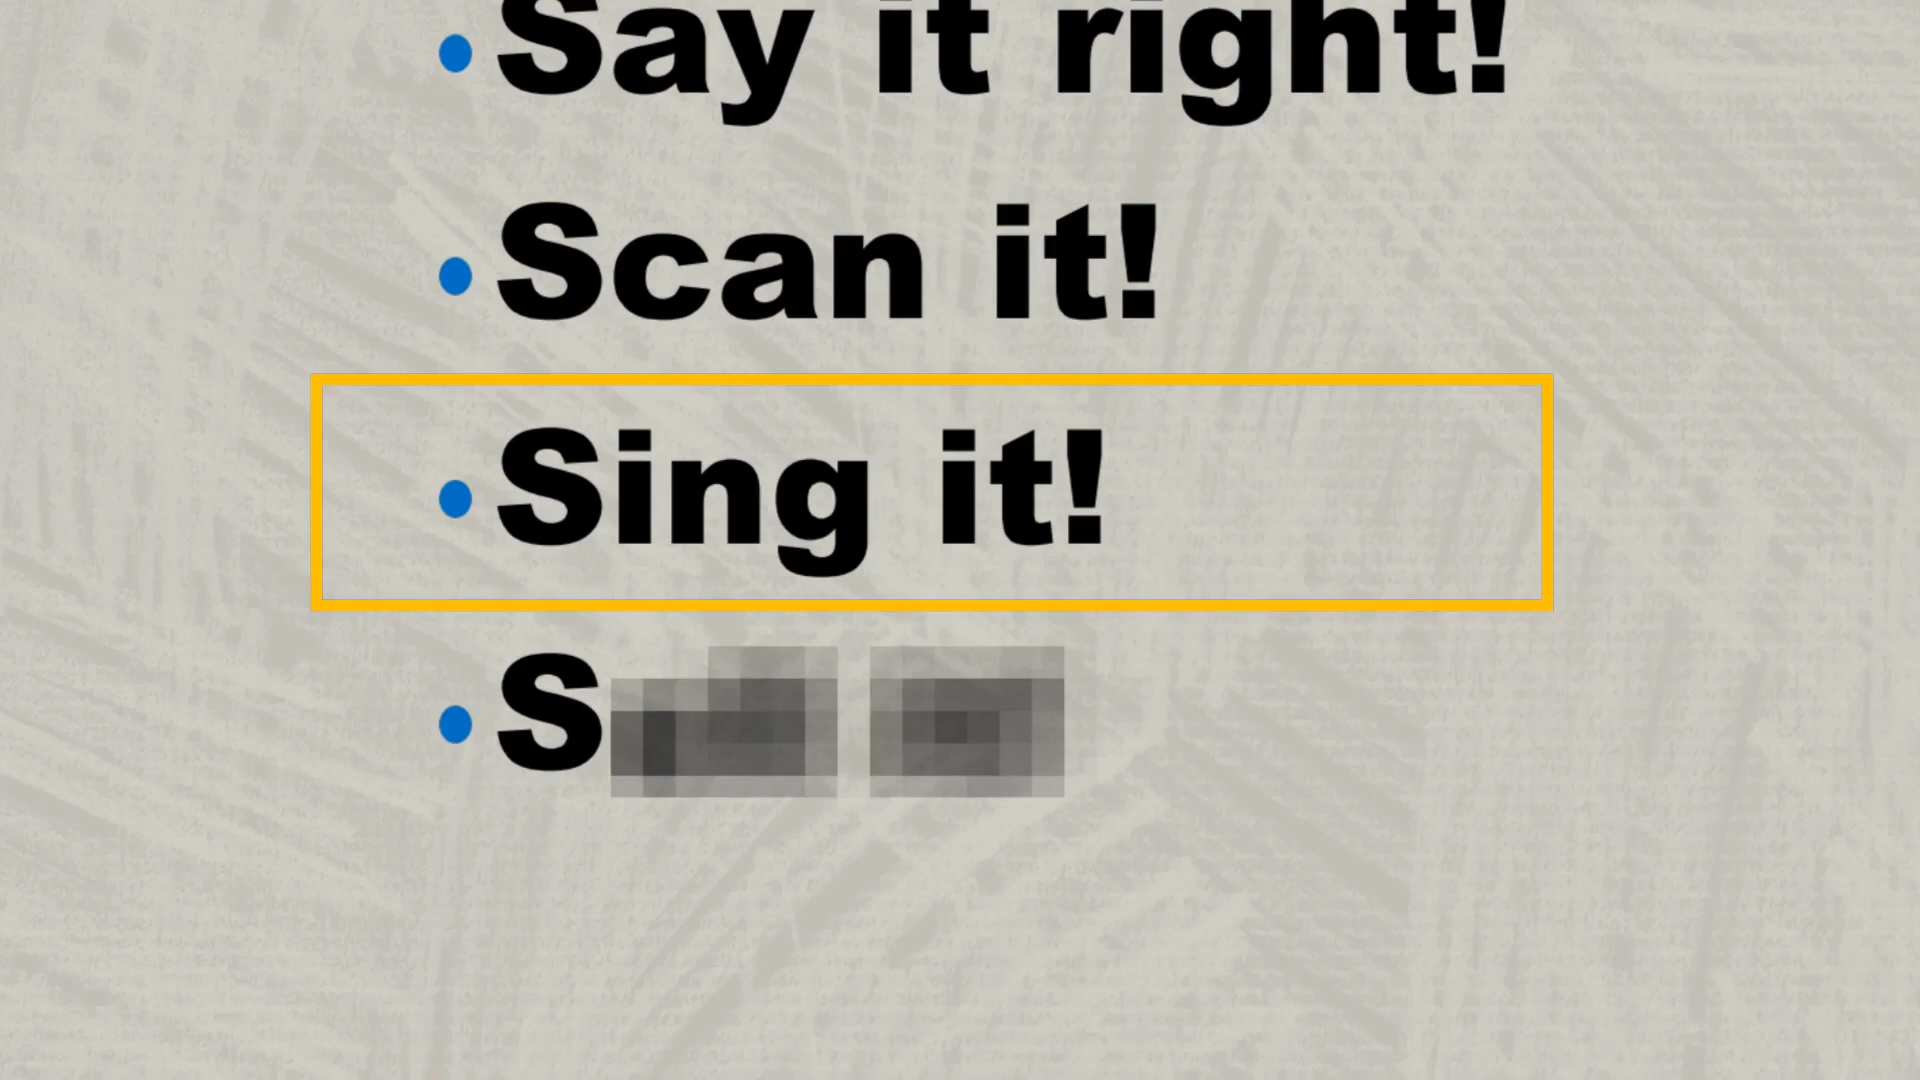 • Say it right!
• Scan it!
• Sing it!
• S